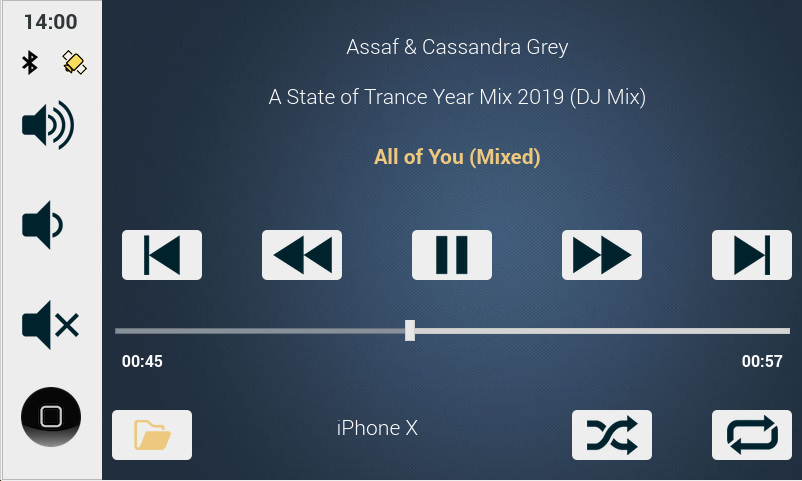 14:00
Assaf & Cassandra Grey
A State of Trance Year Mix 2019 (DJ Mix)
All of You (Mixed)
00:45
00:57
iPhone X